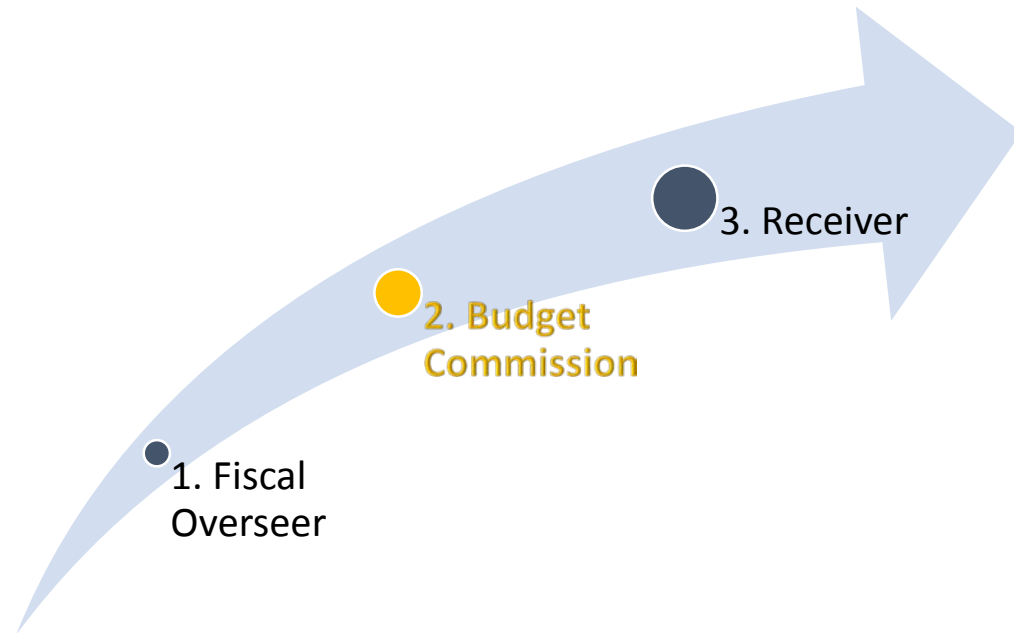 1. Fiscal
Overseer
2. Budget
Commission
3. Receiver